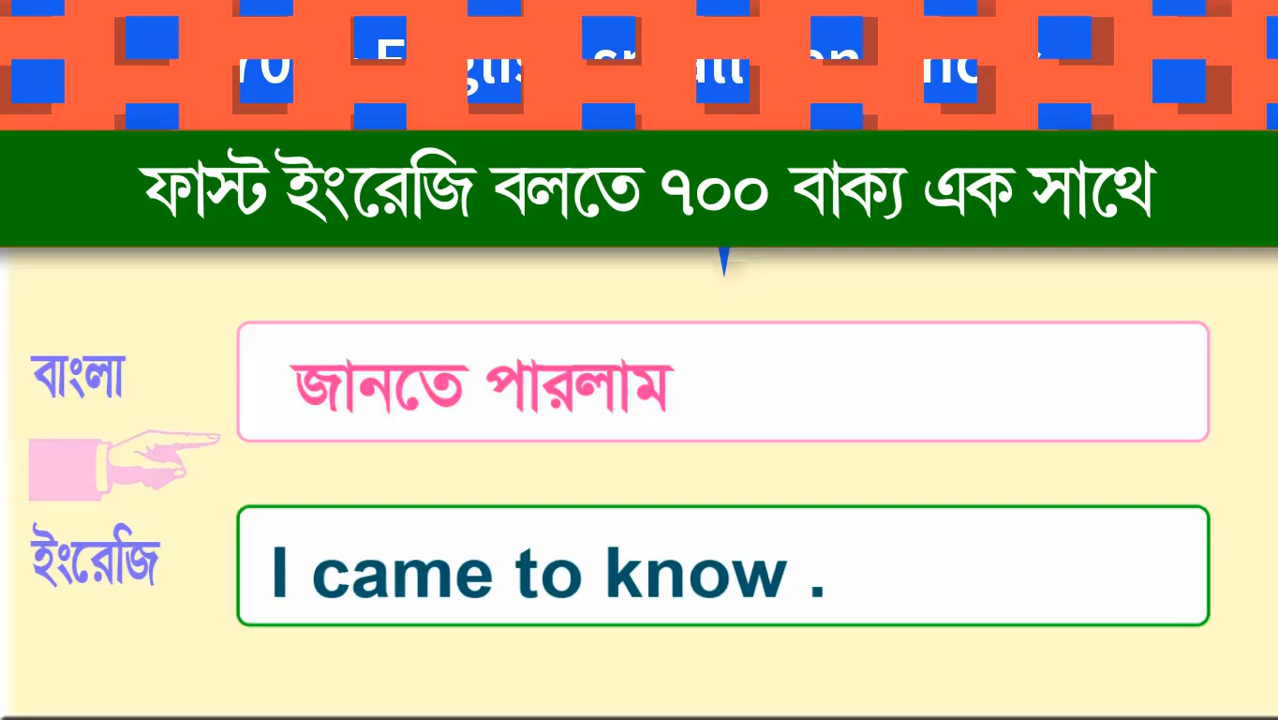 ফাস্ট ইংরেজি বলতে ৭০০ বাক্য এক সাথে
বাংলা
জানতে পারলাম
ইংরেজি
I came to know .